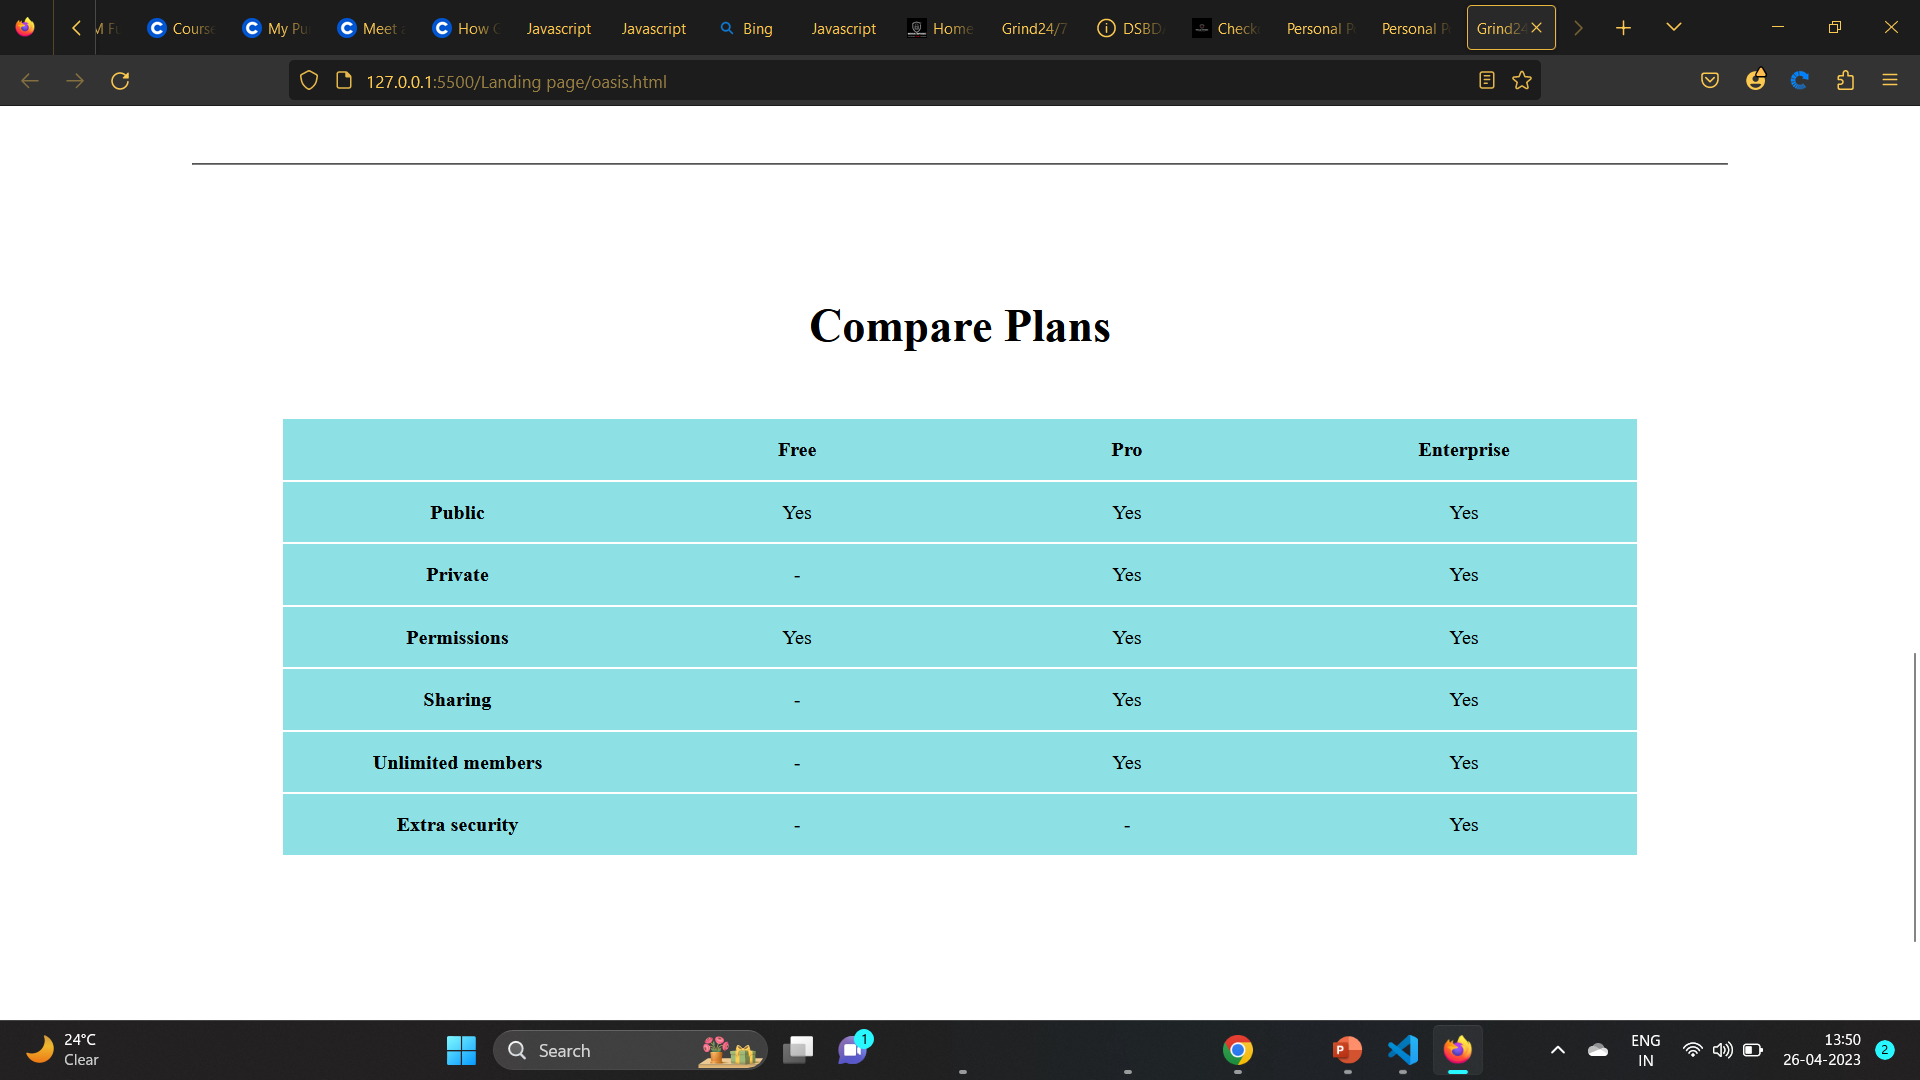 Course
My Pu
Meet a
How C
Javascript
Javascript
Bing
Javascript
Home
Grind24/7
DSBD
Check
Personal P
Personal P
Grind24
127.0.0.1:5500/Landing page/oasis.html
Compare Plans
Free Pro Enterprise
Public Yes Yes Yes
Private - Yes Yes
Permissions Yes Yes Yes
Sharing - Yes Yes
Unlimited members - Yes Yes
Extra security - - Yes
24°C
Clear
Search
1
ENG
IN
13:50
26-04-2023
2